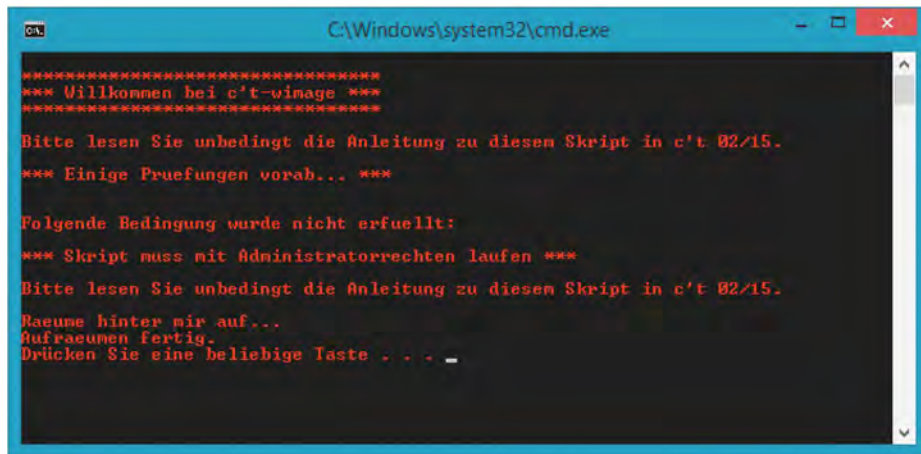 C:\Windows\system32\cmd.exe
*********************************
*** Willkommen bei c't-wimage ***
*********************************
Bitte lesen Sie unbedingt die Anleitung zu diesem Skript in c't 02/15.
*** Einige Pruefungen vorab... ***
Folgende Bedingung wurde nicht erfuellt:
*** Skript muss mit Administratorrechten laufen ***
Bitte lesen Sie unbedingt die Anleitung zu diesem Skript in c't 02/15.
Raeume hinter mir auf...
Aufraeumen fertig.
Drücken Sie eine beliebige Taste . . . _